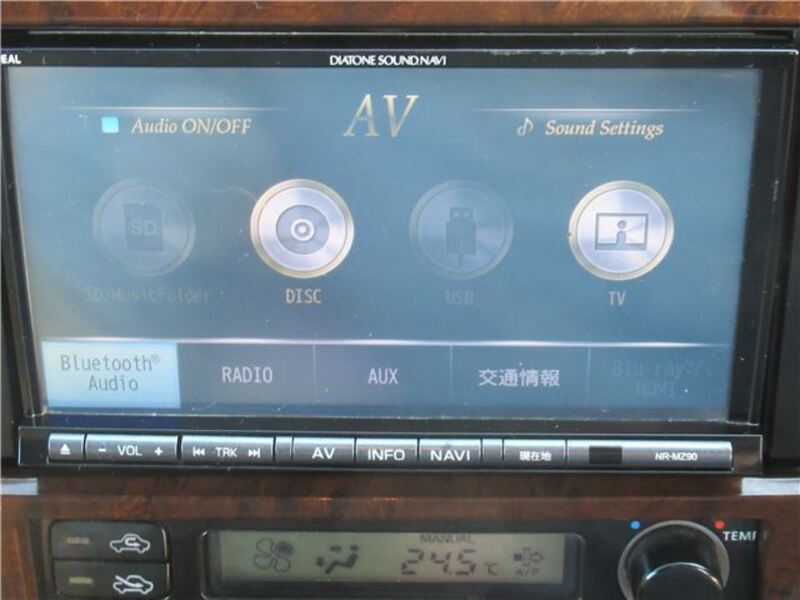 DIATONE SOUND NAVI
Audio ON/OFF
AV
Sound Settings
SD
SD/MusicFolder
DISC
USB
TV
Bluetooth® Audio
RADIO
AUX
交通情報
Blu-ray™/ HDMI
- VOL +
TRK
AV
INFO
NAVI
現在地
NR-MZ90
MANUAL
24.5 °C
A/P
TEMP